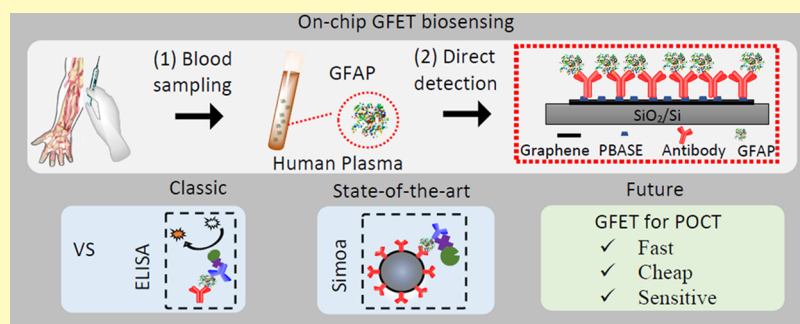 On-chip GFET biosensing
(1) Blood
sampling
GFAP
Human Plasma
(2) Direct
detection
SiO₂/Si
Graphene PBASE Antibody GFAP
Classic
State-of-the-art
Future
VS
ELISA
Simoa
GFET for POCT
✓ Fast
✓ Cheap
✓ Sensitive